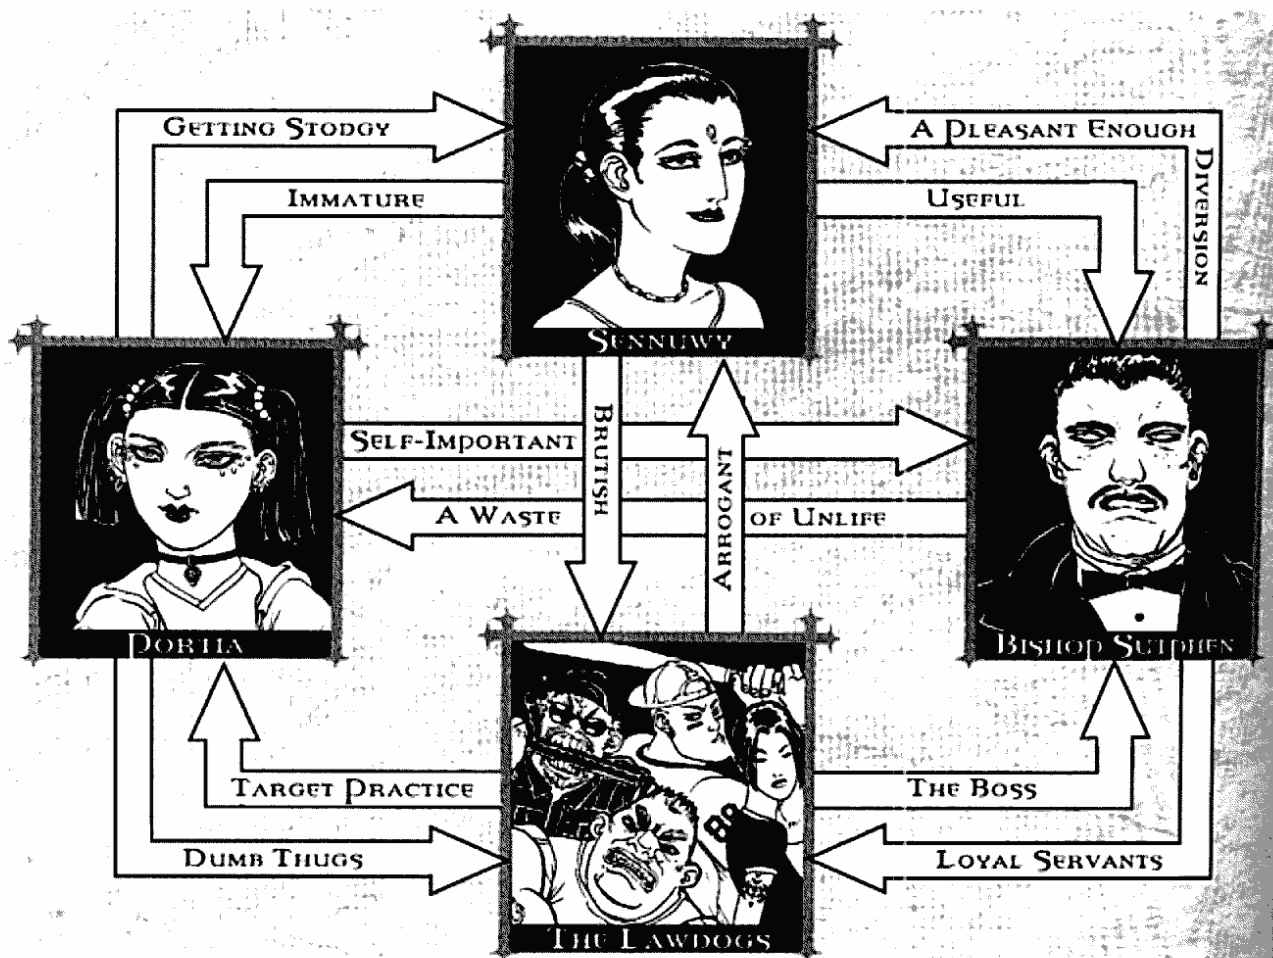 Getting Stodgy
A Pleasant Enough
Diversion
Immature
Useful
Sennuwy
Brutish
Arrogant
Self-Important
A Waste of Unlife
Portia
Bishop Sutphen
Target Practice
The Boss
Dumb Thugs
Loyal Servants
88
The Lawdogs